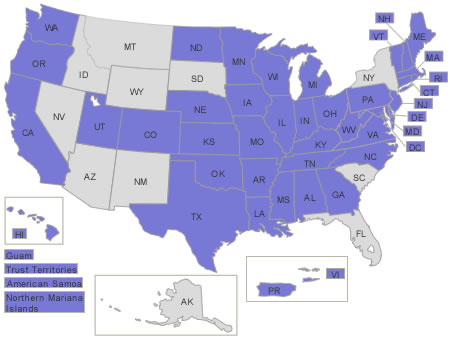 WA
OR
CA
NV
ID
MT
WY
UT
AZ
CO
NM
ND
SD
NE
KS
OK
TX
MN
IA
MO
AR
LA
WI
IL
MS
MI
IN
KY
TN
AL
OH
GA
WV
VA
NC
SC
FL
PA
NY
VT
NH
ME
MA
RI
CT
NJ
DE
MD
DC
HI
Guam
Trust Territories
American Samoa
Northern Mariana
Islands
AK
PR
VI